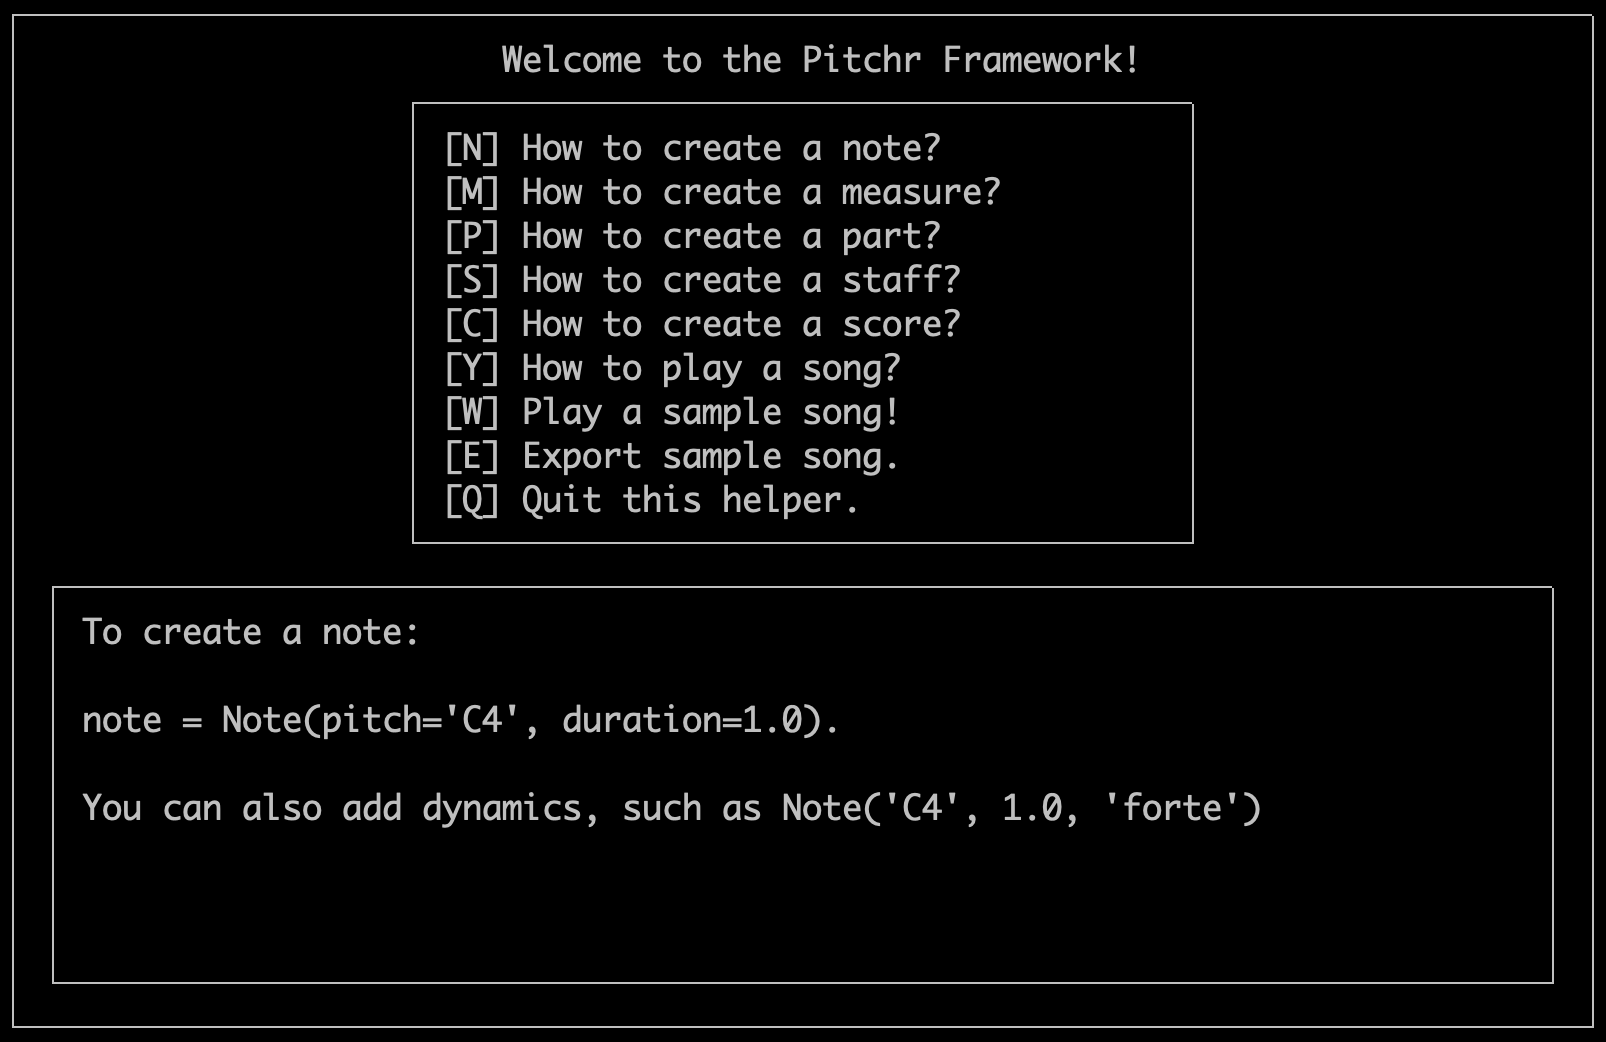 Welcome to the Pitchr Framework!
[N] How to create a note?
[M] How to create a measure?
[P] How to create a part?
[S] How to create a staff?
[C] How to create a score?
[Y] How to play a song?
[W] Play a sample song!
[E] Export sample song.
[Q] Quit this helper.
To create a note:
note = Note(pitch='C4', duration=1.0).
You can also add dynamics, such as Note('C4', 1.0, 'forte')